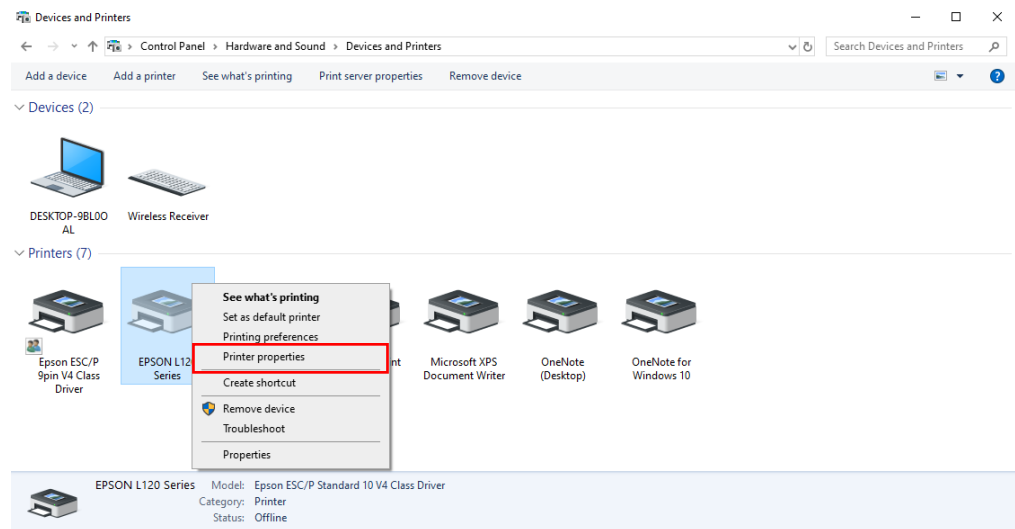 Devices and Printers
Control Panel > Hardware and Sound > Devices and Printers
Search Devices and Printers
Add a device Add a printer See what's printing Print server properties Remove device
?
Devices (2)
DESKTOP-9BL0O
AL
Wireless Receiver
Printers (7)
Epson ESC/P
9pin V4 Class
Driver
EPSON L12
Series
See what's printing
Set as default printer
Printing preferences
Printer properties
Create shortcut
Remove device
Troubleshoot
Properties
nt
Microsoft XPS
Document Writer
OneNote
(Desktop)
OneNote for
Windows 10
EPSON L120 Series Model: Epson ESC/P Standard 10 V4 Class Driver
Category: Printer
Status: Offline